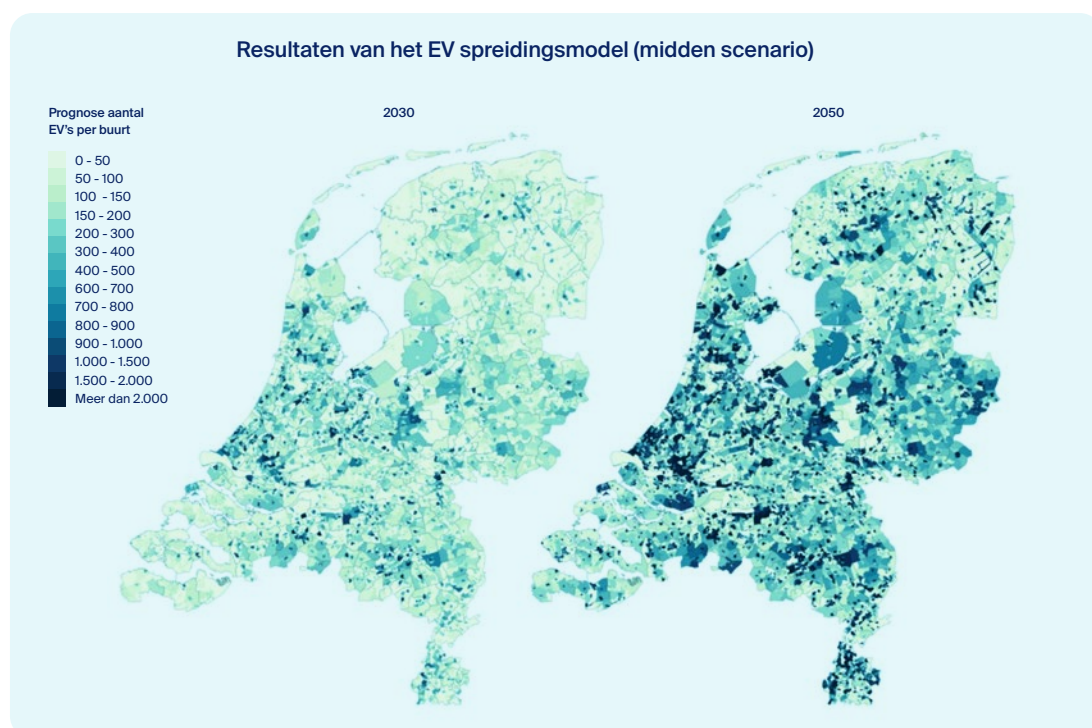 Resultaten van het EV spreidingsmodel (midden scenario)
Prognose aantal
EV's per buurt
2030
2050
0 - 50
50 - 100
100 - 150
150 - 200
200 - 300
300 - 400
400 - 500
600 - 700
700 - 800
800 - 900
900 - 1.000
1.000 - 1.500
1.500 - 2.000
Meer dan 2.000